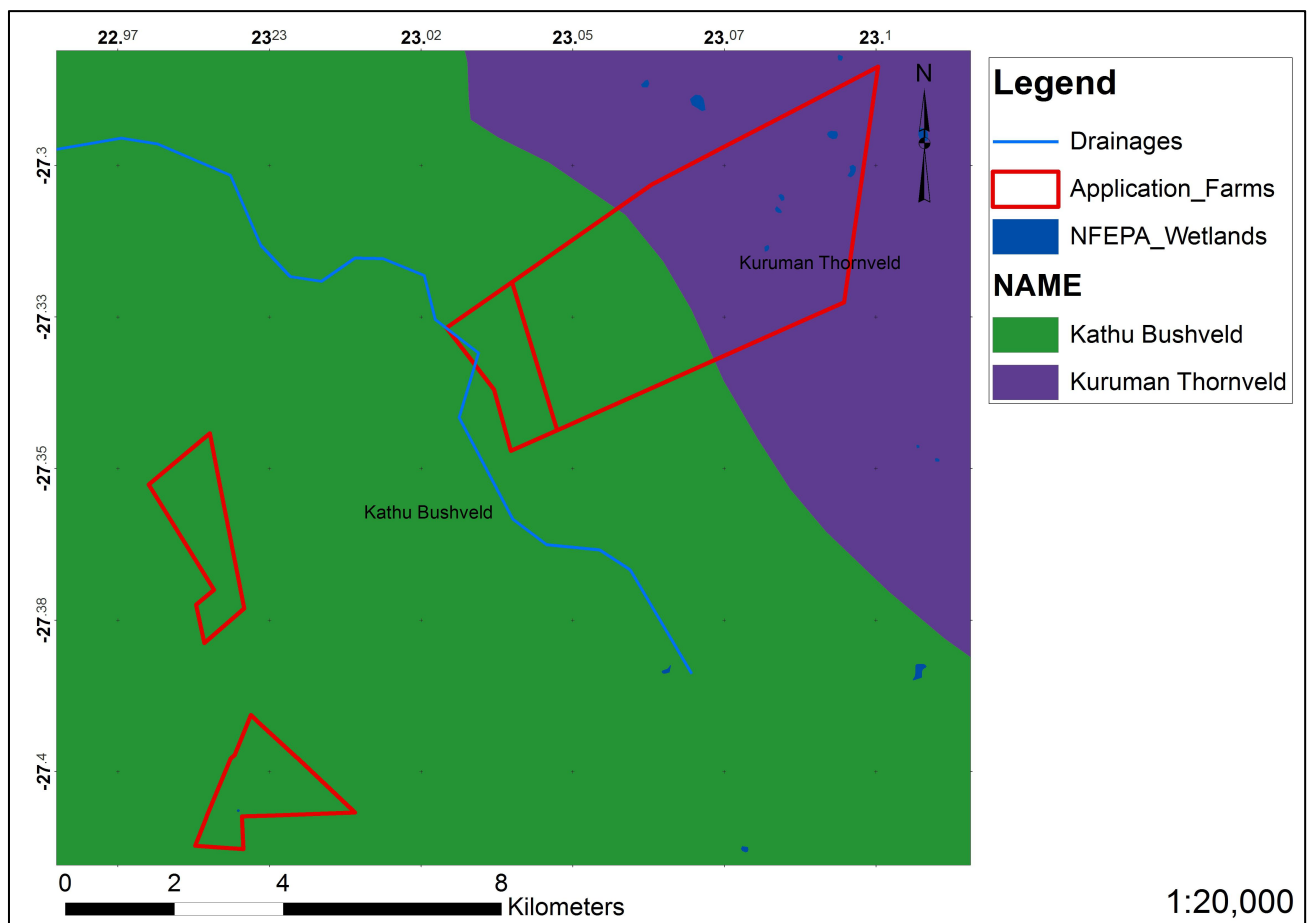 22.97 23.23 23.02 23.05 23.07 23.1
N
-27.3
-27.33
-27.35
-27.38
-27.4
Kuruman Thornveld
Kathu Bushveld
Legend
Drainages
Application_Farms
NFEPA_Wetlands
NAME
Kathu Bushveld
Kuruman Thornveld
0 2 4 8
Kilometers
1:20,000